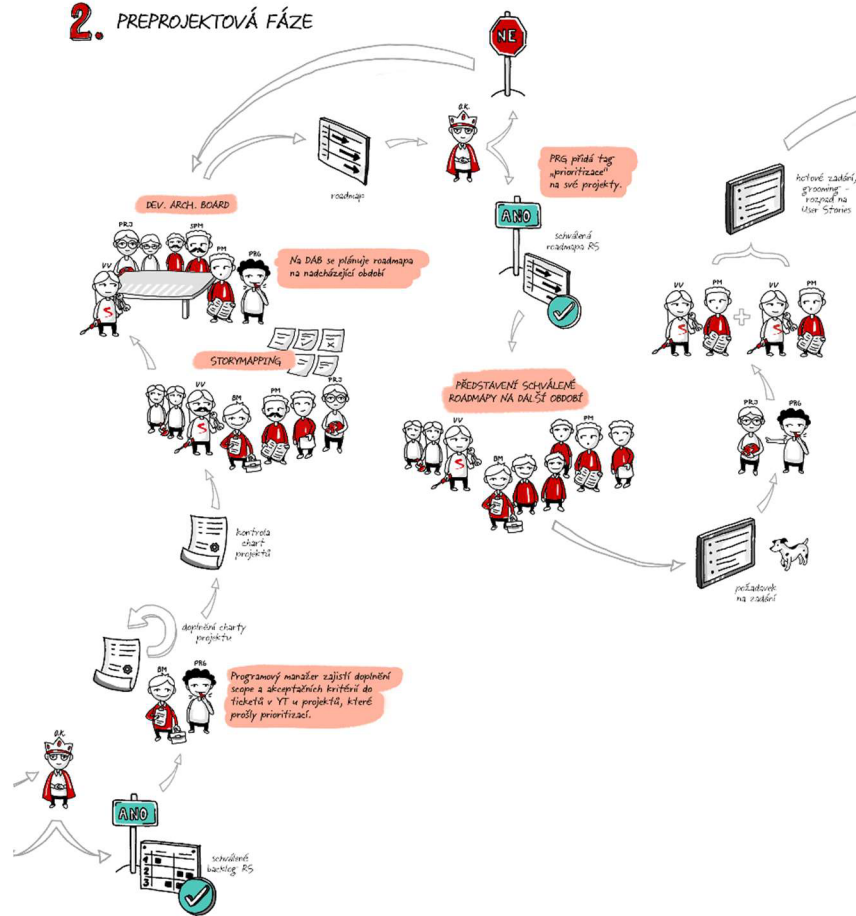 2. PREPROJEKTOVÁ FÁZE
NE
O.K.
roadmap
PRG přidá tag
„prioritizace"
na své projekty.
ANO
schválená
roadmapa RS
hotové zadání,
grooming -
rozpad na
User Stories
DEV. ARCH. BOARD
PRJ
SPM
PM
PRG
VV
S
Na DAB se plánuje roadmapa
na nadcházející období
VV
PM
VV
PM
S
+
S
STORYMAPPING
VV
BM
PM
PRJ
S
PŘEDSTAVENÍ SCHVÁLENÉ
ROADMAPY NA DALŠÍ OBDOBÍ
VV
BM
PM
S
PRJ
PRG
kontrola
chart
projektů
požadavek
na zadání
doplnění charty
projektu
BM
PRG
Programový manažer zajistí doplnění
scope a akceptačních kritérií do
ticketů v YT u projektů, které
prošly prioritizací.
O.K.
ANO
1
2
3
schválené
backlog RS